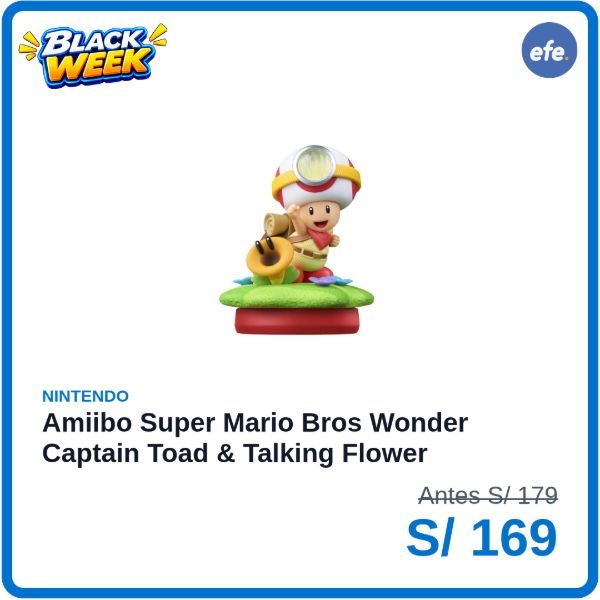 BLACK
WEEK
efe.
NINTENDO
Amiibo Super Mario Bros Wonder
Captain Toad & Talking Flower
Antes S/ 179
S/ 169